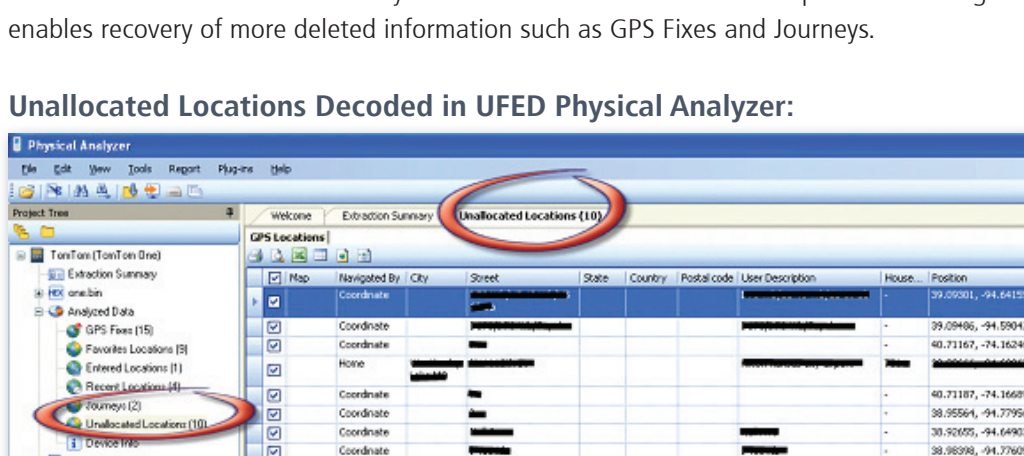 enables recovery of more deleted information such as GPS Fixes and Journeys.
Unallocated Locations Decoded in UFED Physical Analyzer:
Physical Analyzer
File Edit View Tools Report Plug-ins Help
Project Tree
Welcome Extraction Summary Unallocated Locations (10)
GPS Locations
TomTom (TomTom One)
Extraction Summary
HEX one.bin
Analyzed Data
GPS Fixes (15)
Favorites Locations (9)
Entered Locations (1)
Recent Locations (4)
Journeys (2)
Unallocated Locations (10)
Device Info
Map Navigated By City Street State Country Postal code User Description House... Position
Coordinate - 39.09301, -94.64155
Coordinate - 39.09486, -94.5904
Coordinate - 40.71167, -74.1624
Home
Coordinate - 40.71187, -74.1668
Coordinate - 38.95564, -94.7795
Coordinate - 38.92655, -94.6490
Coordinate - 38.98398, -94.7760